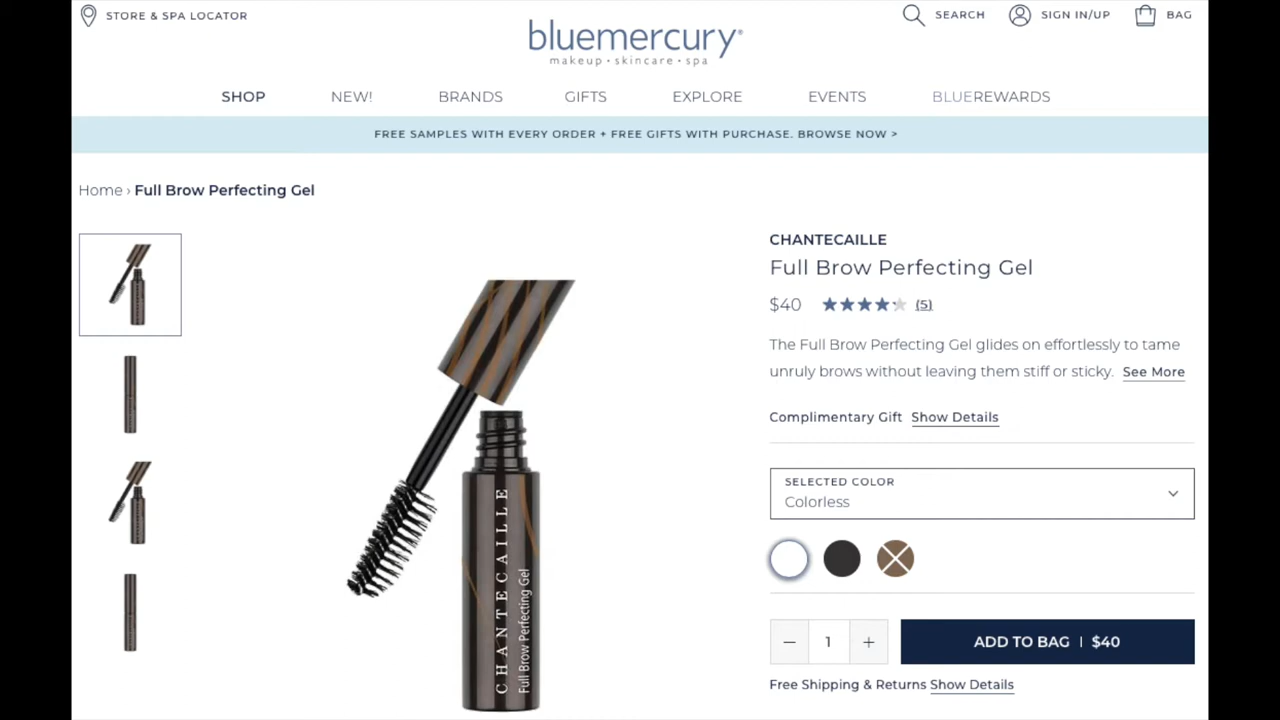 STORE & SPA LOCATOR
SEARCH
SIGN IN/UP
BAG
bluemercury®
makeup • skincare • spa
SHOP
NEW!
BRANDS
GIFTS
EXPLORE
EVENTS
BLUEREWARDS
FREE SAMPLES WITH EVERY ORDER + FREE GIFTS WITH PURCHASE. BROWSE NOW >
Home › Full Brow Perfecting Gel
CHANTECAILLE
Full Brow Perfecting Gel
CHANTECAILLE
Full Brow Perfecting Gel
$40
(5)
The Full Brow Perfecting Gel glides on effortlessly to tame
unruly brows without leaving them stiff or sticky. See More
Complimentary Gift Show Details
SELECTED COLOR
Colorless
1
ADD TO BAG | $40
Free Shipping & Returns Show Details